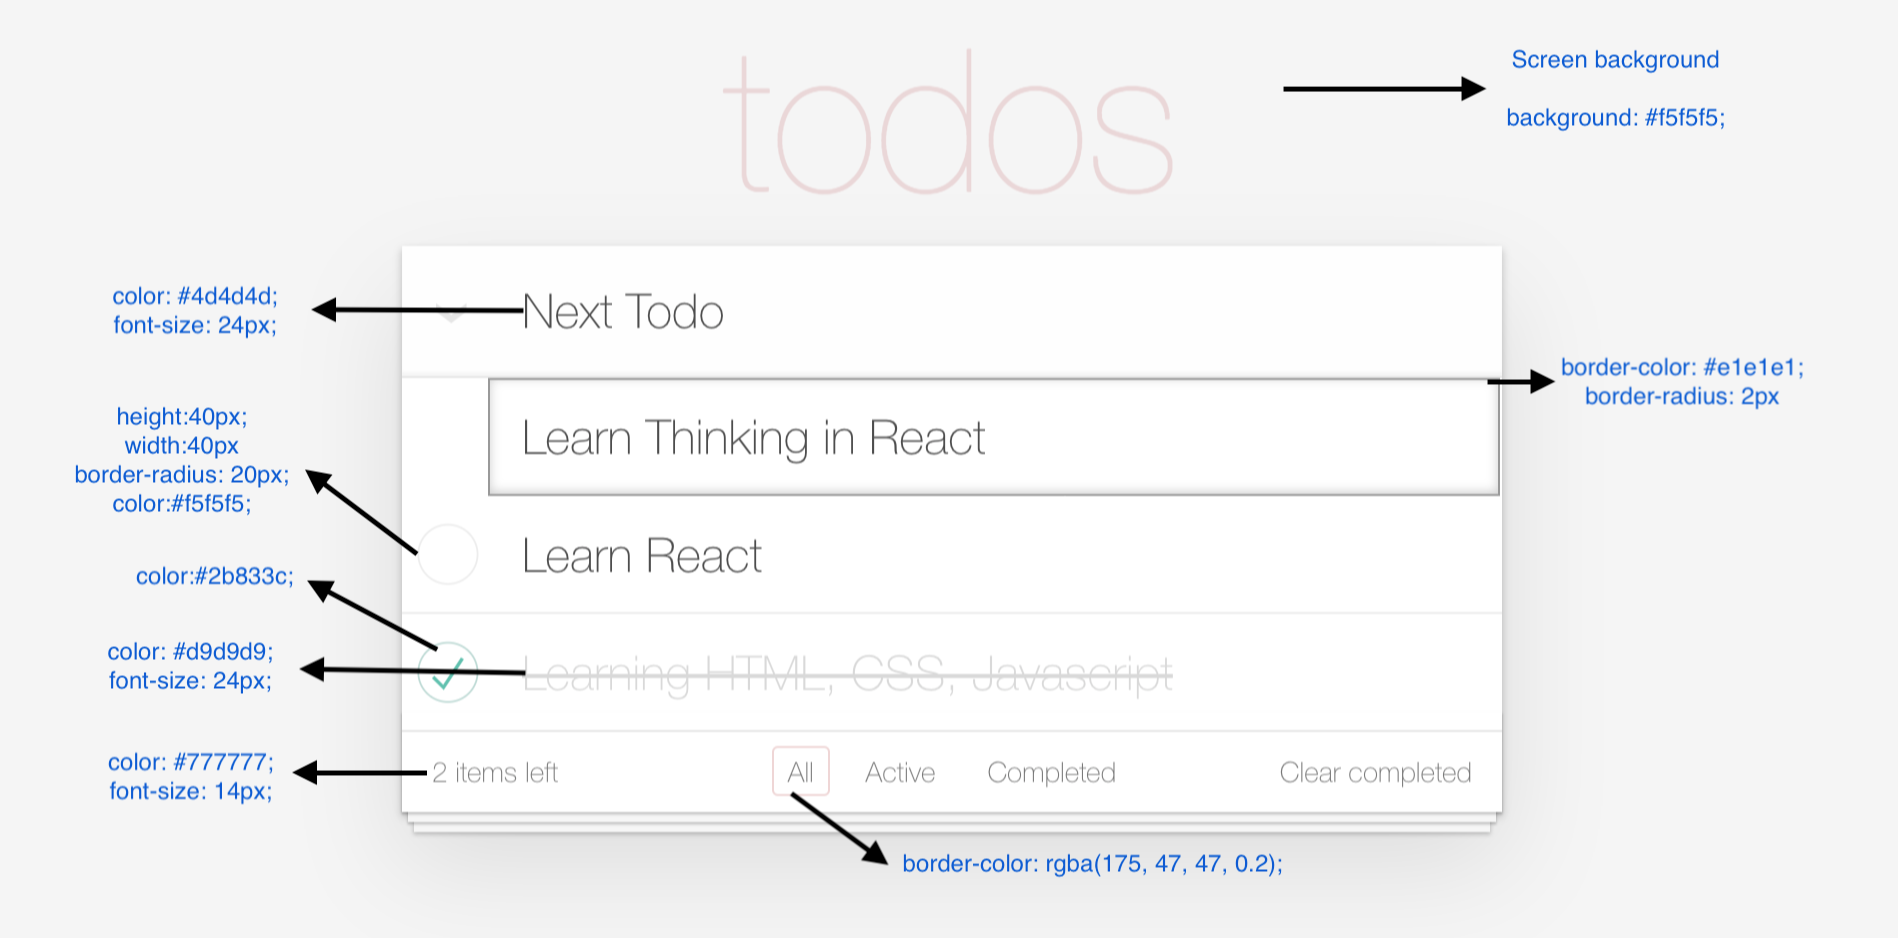 todos
Screen background
background: #f5f5f5;
color: #4d4d4d;
font-size: 24px;
Next Todo
border-color: #e1e1e1;
border-radius: 2px
height:40px;
width:40px
border-radius: 20px;
color:#f5f5f5;
Learn Thinking in React
Learn React
color:#2b833c;
color: #d9d9d9;
font-size: 24px;
Learning HTML, CSS, Javascript
color: #777777;
font-size: 14px;
2 items left
All
Active
Completed
Clear completed
border-color: rgba(175, 47, 47, 0.2);